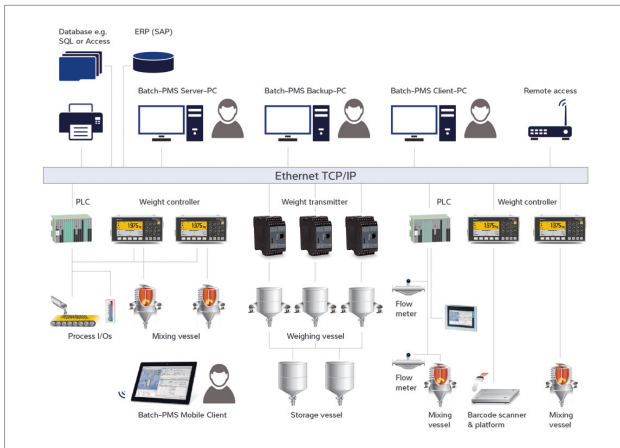 Database e.g.
SQL or Access
ERP (SAP)
Batch-PMS Server-PC
Batch-PMS Backup-PC
Batch-PMS Client-PC
Remote access
Ethernet TCP/IP
PLC
Weight controller
Weight transmitter
PLC
Weight controller
Process I/Os
Mixing vessel
Weighing vessel
Flow
meter
Batch-PMS Mobile Client
Storage vessel
Flow
meter
Mixing
vessel
Barcode scanner
& platform
Mixing
vessel